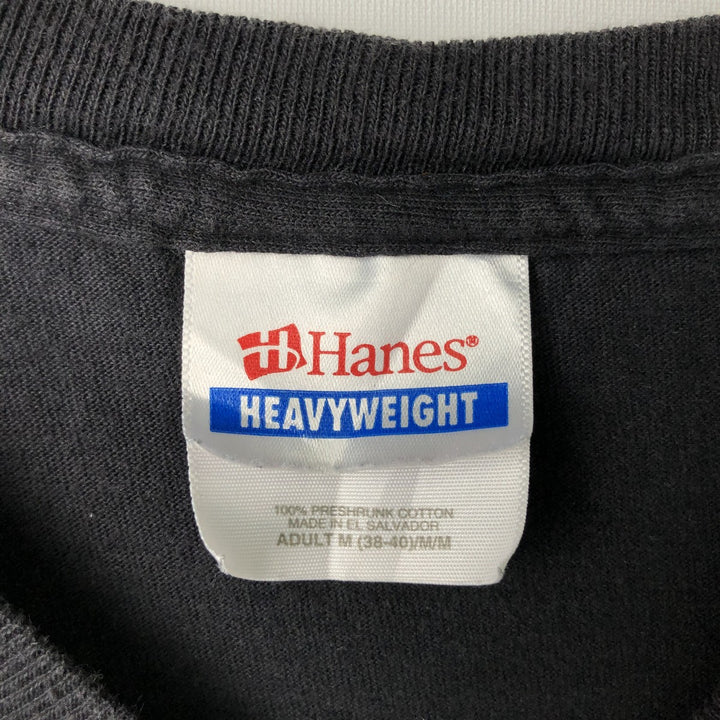 Hanes®
HEAVYWEIGHT
100% PRESHRUNK COTTON
MADE IN EL SALVADOR
ADULT M (38-40)/M/M